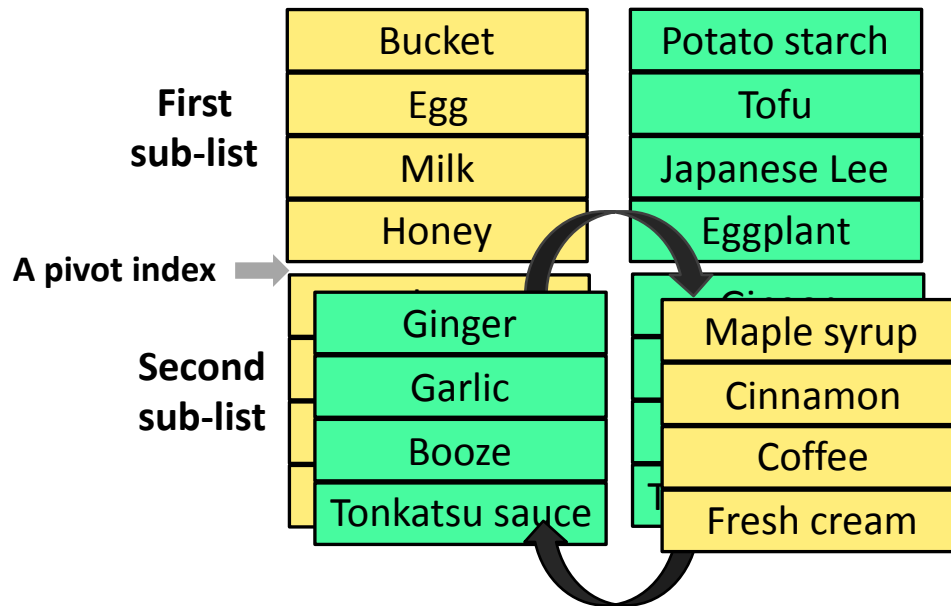 Bucket
Egg
Milk
Honey
Potato starch
Tofu
Japanese Lee
Eggplant
First
sub-list
A pivot index
Second
sub-list
Ginger
Garlic
Booze
Tonkatsu sauce
Maple syrup
Cinnamon
Coffee
Fresh cream